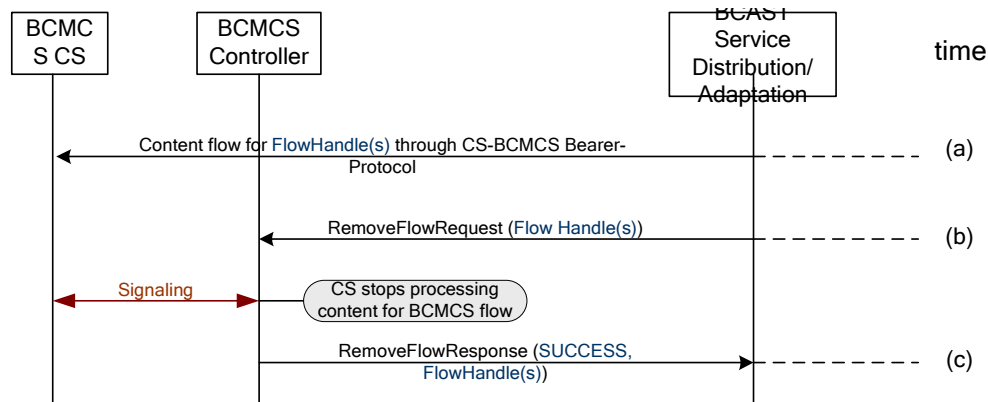 BCMC
S CS
BCMCS
Controller
BCAST
Service
Distribution/
Adaptation
time
Content flow for FlowHandle(s) through CS-BCMCS Bearer-
Protocol
(a)
RemoveFlowRequest (Flow Handle(s))
(b)
Signaling
CS stops processing
content for BCMCS flow
RemoveFlowResponse (SUCCESS,
FlowHandle(s))
(c)